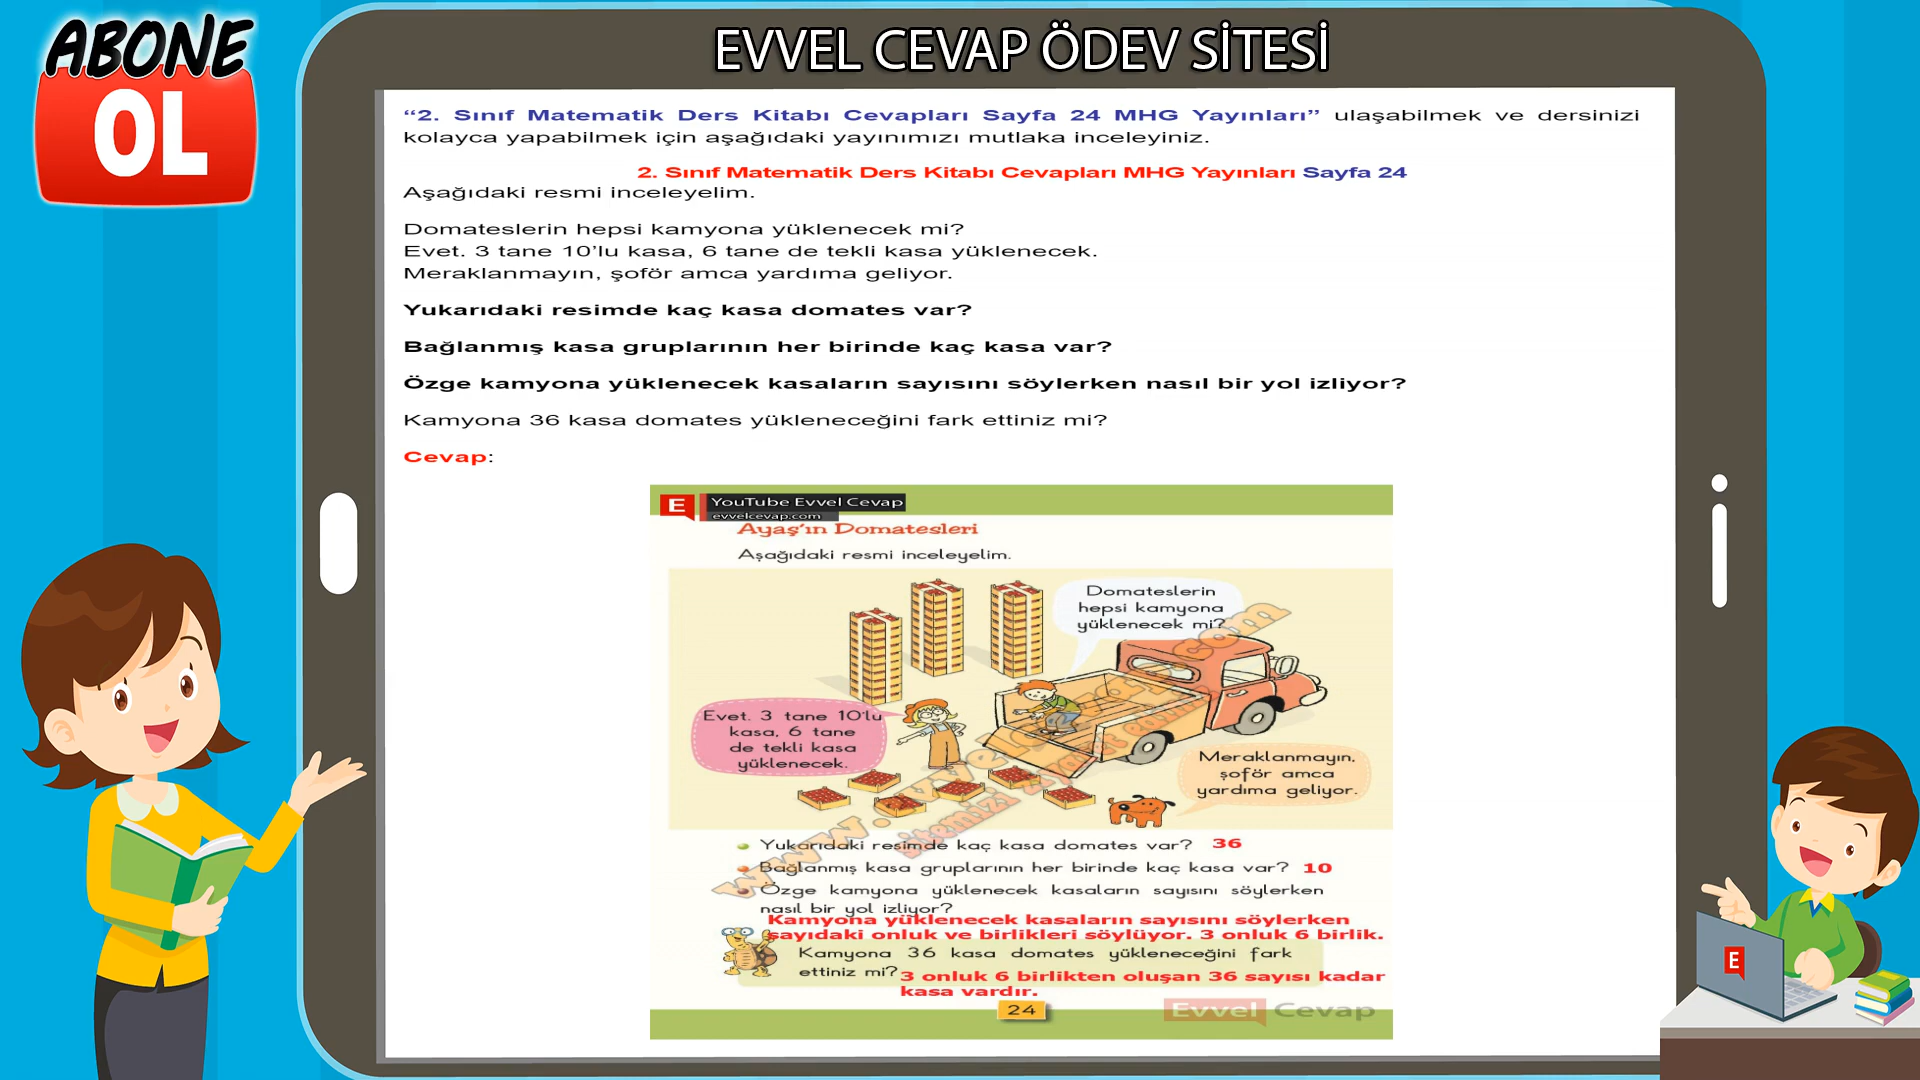 ABONE
OL
EVVEL CEVAP ÖDEV SİTESİ
“2. Sınıf Matematik Ders Kitabı Cevapları Sayfa 24 MHG Yayınları” ulaşabilmek ve dersinizi
kolayca yapabilmek için aşağıdaki yayınımızı mutlaka inceleyiniz.
2. Sınıf Matematik Ders Kitabı Cevapları MHG Yayınları Sayfa 24
Aşağıdaki resmi inceleyelim.
Domateslerin hepsi kamyona yüklenecek mi?
Evet. 3 tane 10’lu kasa, 6 tane de tekli kasa yüklenecek.
Meraklanmayın, şoför amca yardıma geliyor.
Yukarıdaki resimde kaç kasa domates var?
Bağlanmış kasa gruplarının her birinde kaç kasa var?
Özge kamyona yüklenecek kasaların sayısını söylerken nasıl bir yol izliyor?
Kamyona 36 kasa domates yükleneceğini fark ettiniz mi?
Cevap:
E YouTube Evvel Cevap
evvelcevap.com
Ayaş'ın Domatesleri
Aşağıdaki resmi inceleyelim.
Domateslerin
hepsi kamyona
yüklenecek mi?
Evet. 3 tane 10'lu
kasa, 6 tane
de tekli kasa
yüklenecek.
Meraklanmayın,
şoför amca
yardıma geliyor.
Yukarıdaki resimde kaç kasa domates var? 36
Bağlanmış kasa gruplarının her birinde kaç kasa var? 10
Özge kamyona yüklenecek kasaların sayısını söylerken
nasıl bir yol izliyor?
Kamyona yüklenecek kasaların sayısını söylerken
sayıdaki onluk ve birlikleri söylüyor. 3 onluk 6 birlik.
Kamyona 36 kasa domates yükleneceğini fark
ettiniz mi? 3 onluk 6 birlikten oluşan 36 sayısı kadar
kasa vardır.
24
Evvel Cevap
E